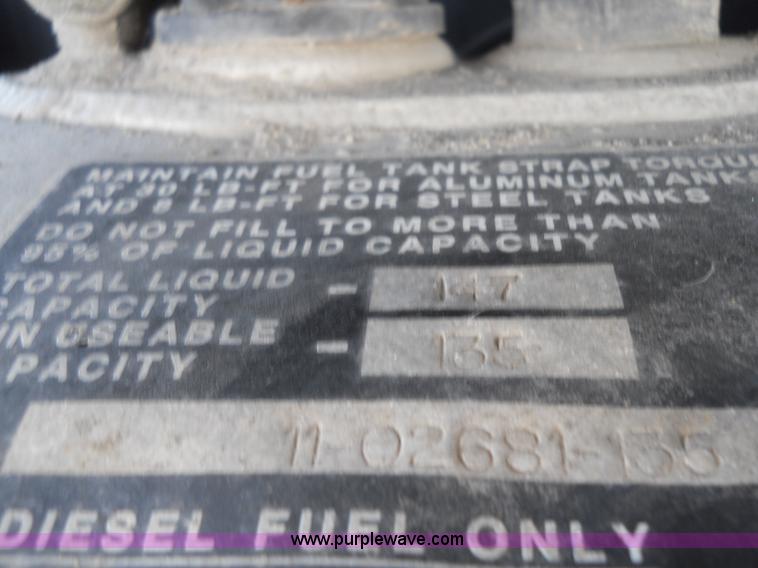 MAINTAIN FUEL TANK STRAP TORQUE
AT 30 LB-FT FOR ALUMINUM TANKS
AND 8 LB-FT FOR STEEL TANKS
DO NOT FILL TO MORE THAN
95% OF LIQUID CAPACITY
TOTAL LIQUID
CAPACITY - 147
IN USEABLE
PACITY - 135
11-02681-135
DIESEL FUEL ONLY
www.purplewave.com